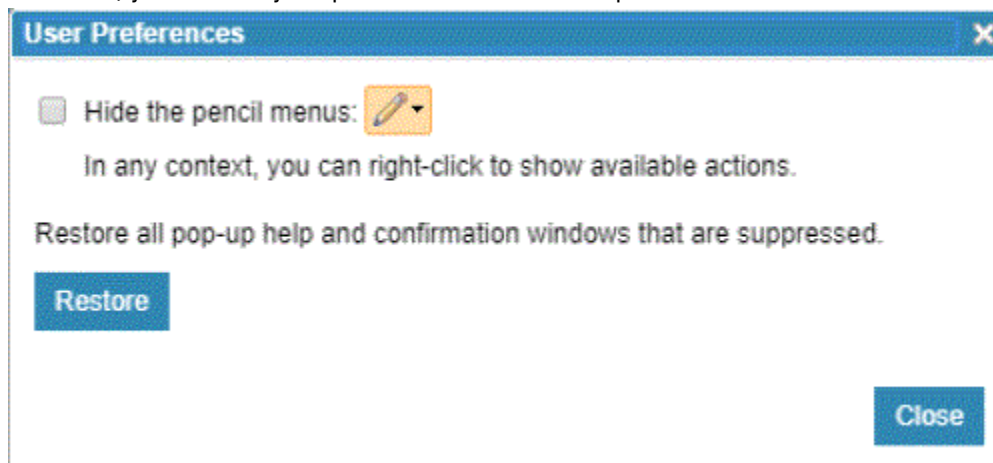 User Preferences
Hide the pencil menus:
In any context, you can right-click to show available actions.
Restore all pop-up help and confirmation windows that are suppressed.
Restore
Close